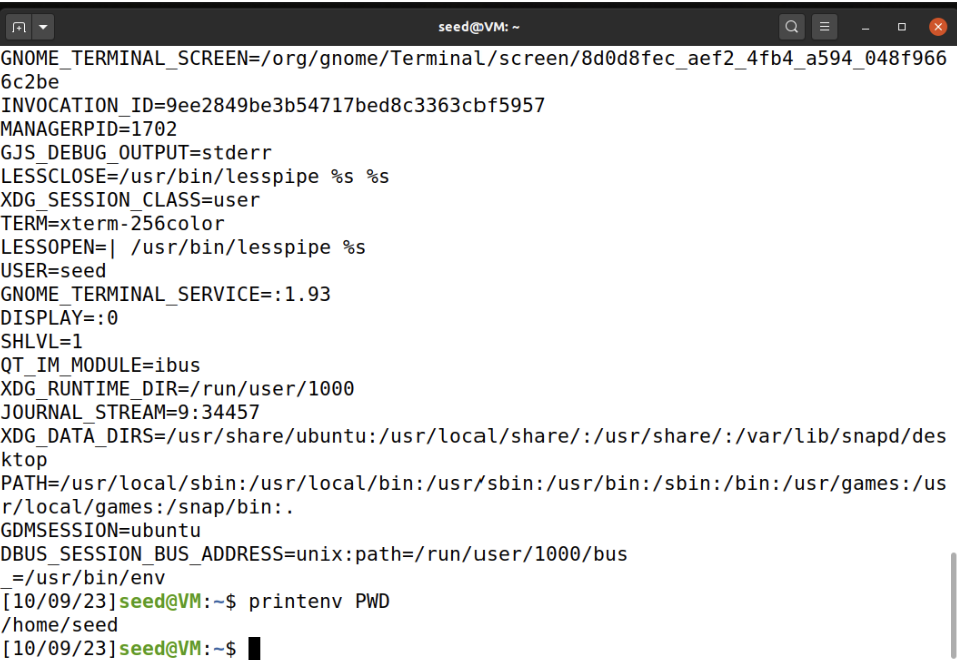 seed@VM: ~
GNOME_TERMINAL_SCREEN=/org/gnome/Terminal/screen/8d0d8fec_aef2_4fb4_a594_048f966
6c2be
INVOCATION_ID=9ee2849be3b54717bed8c3363cbf5957
MANAGERPID=1702
GJS_DEBUG_OUTPUT=stderr
LESSCLOSE=/usr/bin/lesspipe %s %s
XDG_SESSION_CLASS=user
TERM=xterm-256color
LESSOPEN=| /usr/bin/lesspipe %s
USER=seed
GNOME_TERMINAL_SERVICE=:1.93
DISPLAY=:0
SHLVL=1
QT_IM_MODULE=ibus
XDG_RUNTIME_DIR=/run/user/1000
JOURNAL_STREAM=9:34457
XDG_DATA_DIRS=/usr/share/ubuntu:/usr/local/share/:/usr/share/:/var/lib/snapd/des
ktop
PATH=/usr/local/sbin:/usr/local/bin:/usr/sbin:/usr/bin:/sbin:/bin:/usr/games:/us
r/local/games:/snap/bin:.
GDMSESSION=ubuntu
DBUS_SESSION_BUS_ADDRESS=unix:path=/run/user/1000/bus
_=/usr/bin/env
[10/09/23]seed@VM:~$ printenv PWD
/home/seed
[10/09/23]seed@VM:~$